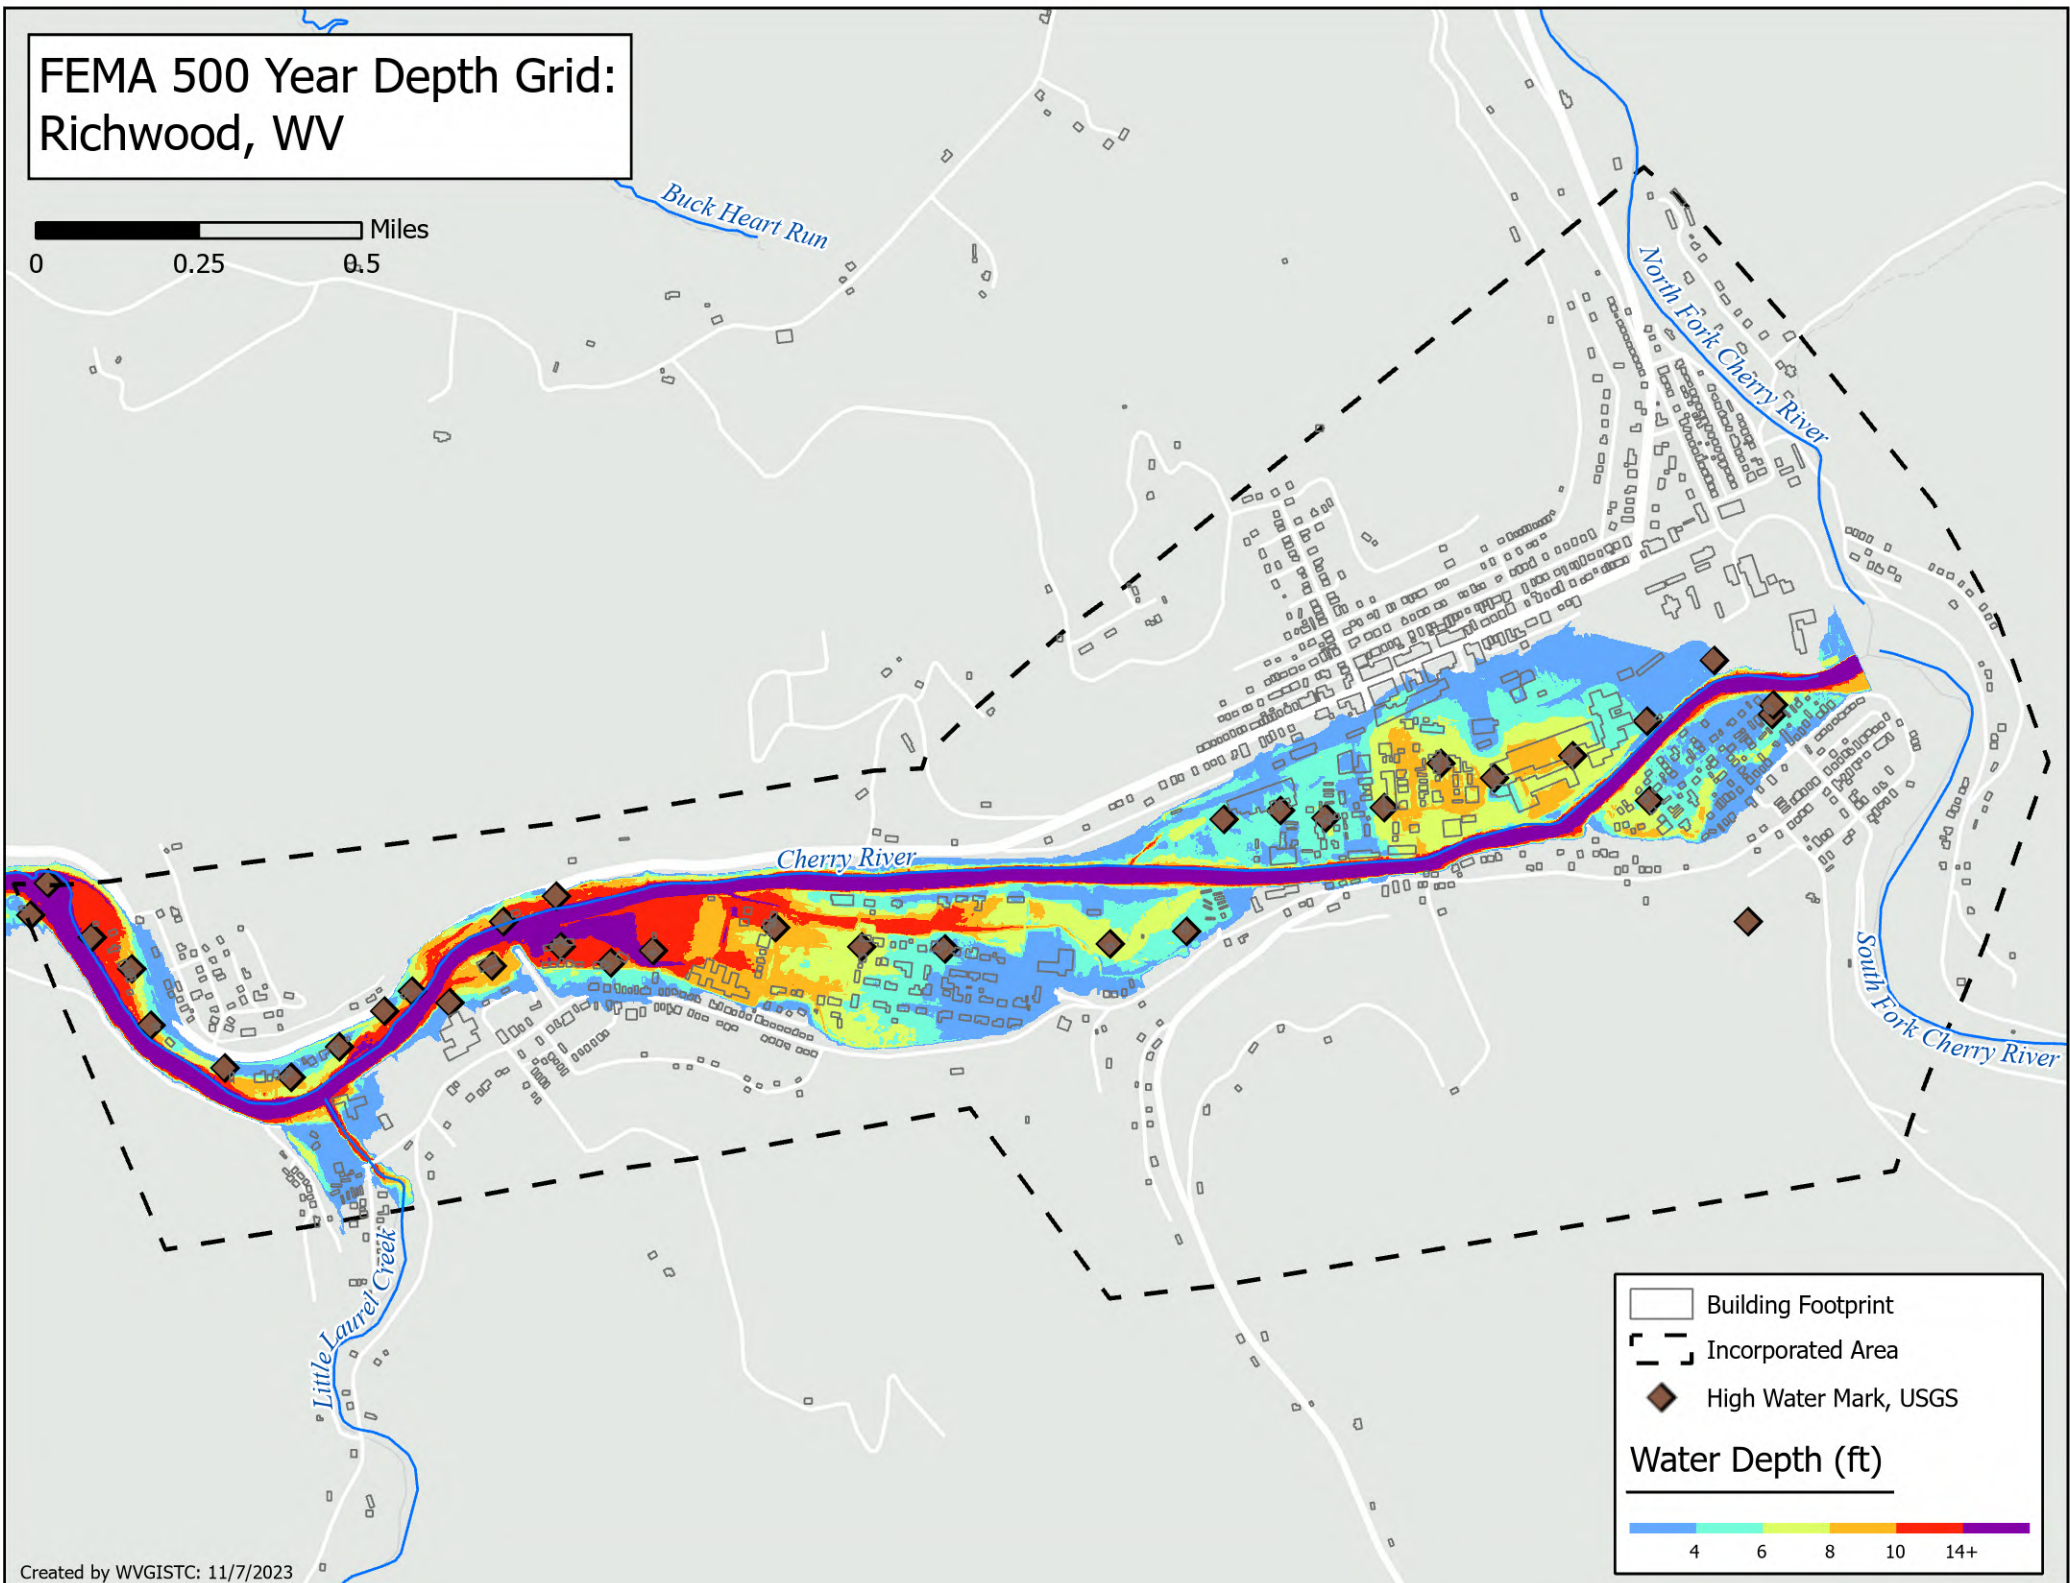 FEMA 500 Year Depth Grid:
Richwood, WV
Miles
0 0.25 0.5
Buck Heart Run
North Fork Cherry River
Cherry River
South Fork Cherry River
Little Laurel Creek
Building Footprint
Incorporated Area
High Water Mark, USGS
Water Depth (ft)
4 6 8 10 14+
Created by WVGISTC: 11/7/2023